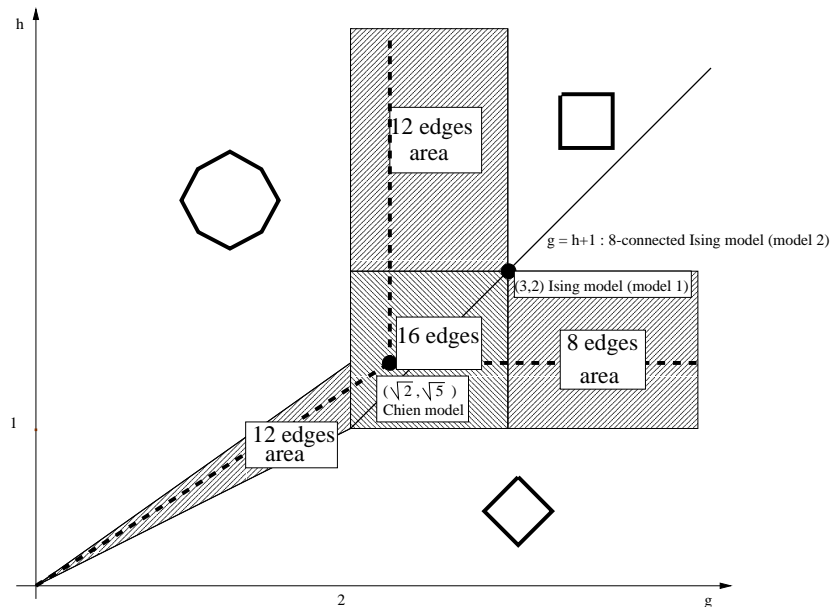 h
12 edges
area
g = h+1 : 8-connected Ising model (model 2)
(3,2) Ising model (model 1)
16 edges
8 edges
area
(√2 , √5 )
Chien model
1
12 edges
area
2
g